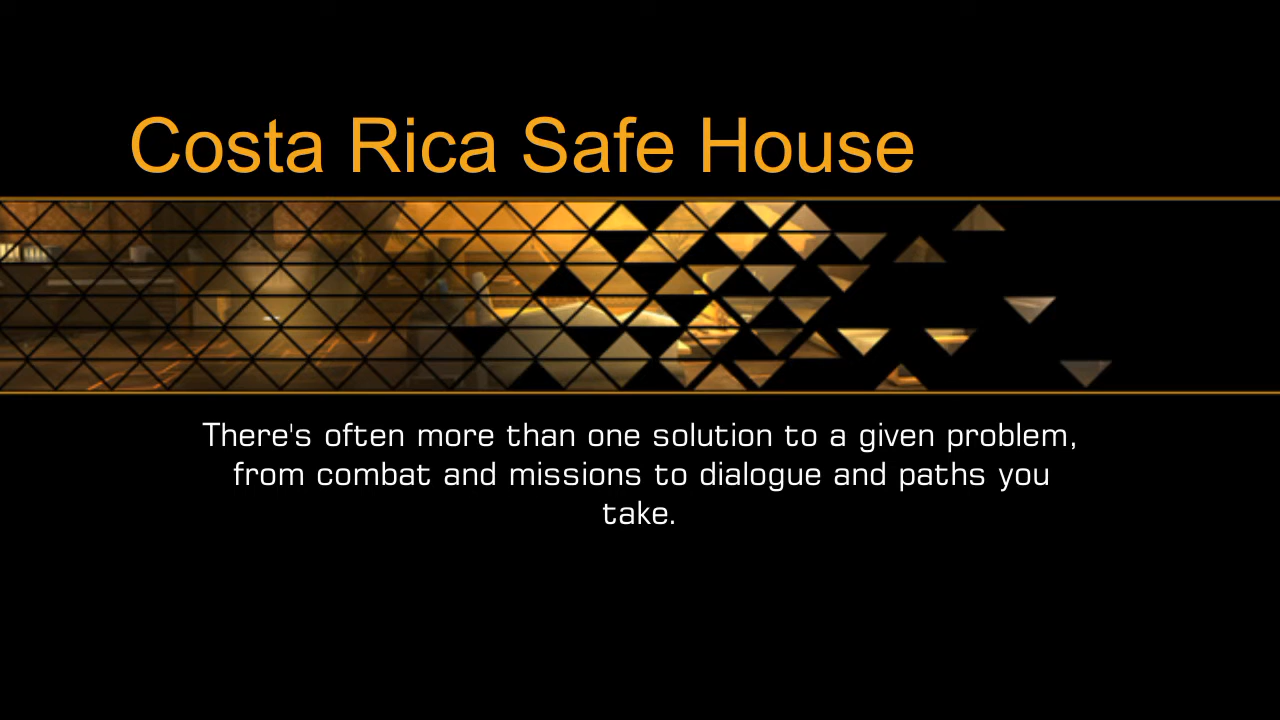 Costa Rica Safe House
There's often more than one solution to a given problem,
from combat and missions to dialogue and paths you
take.